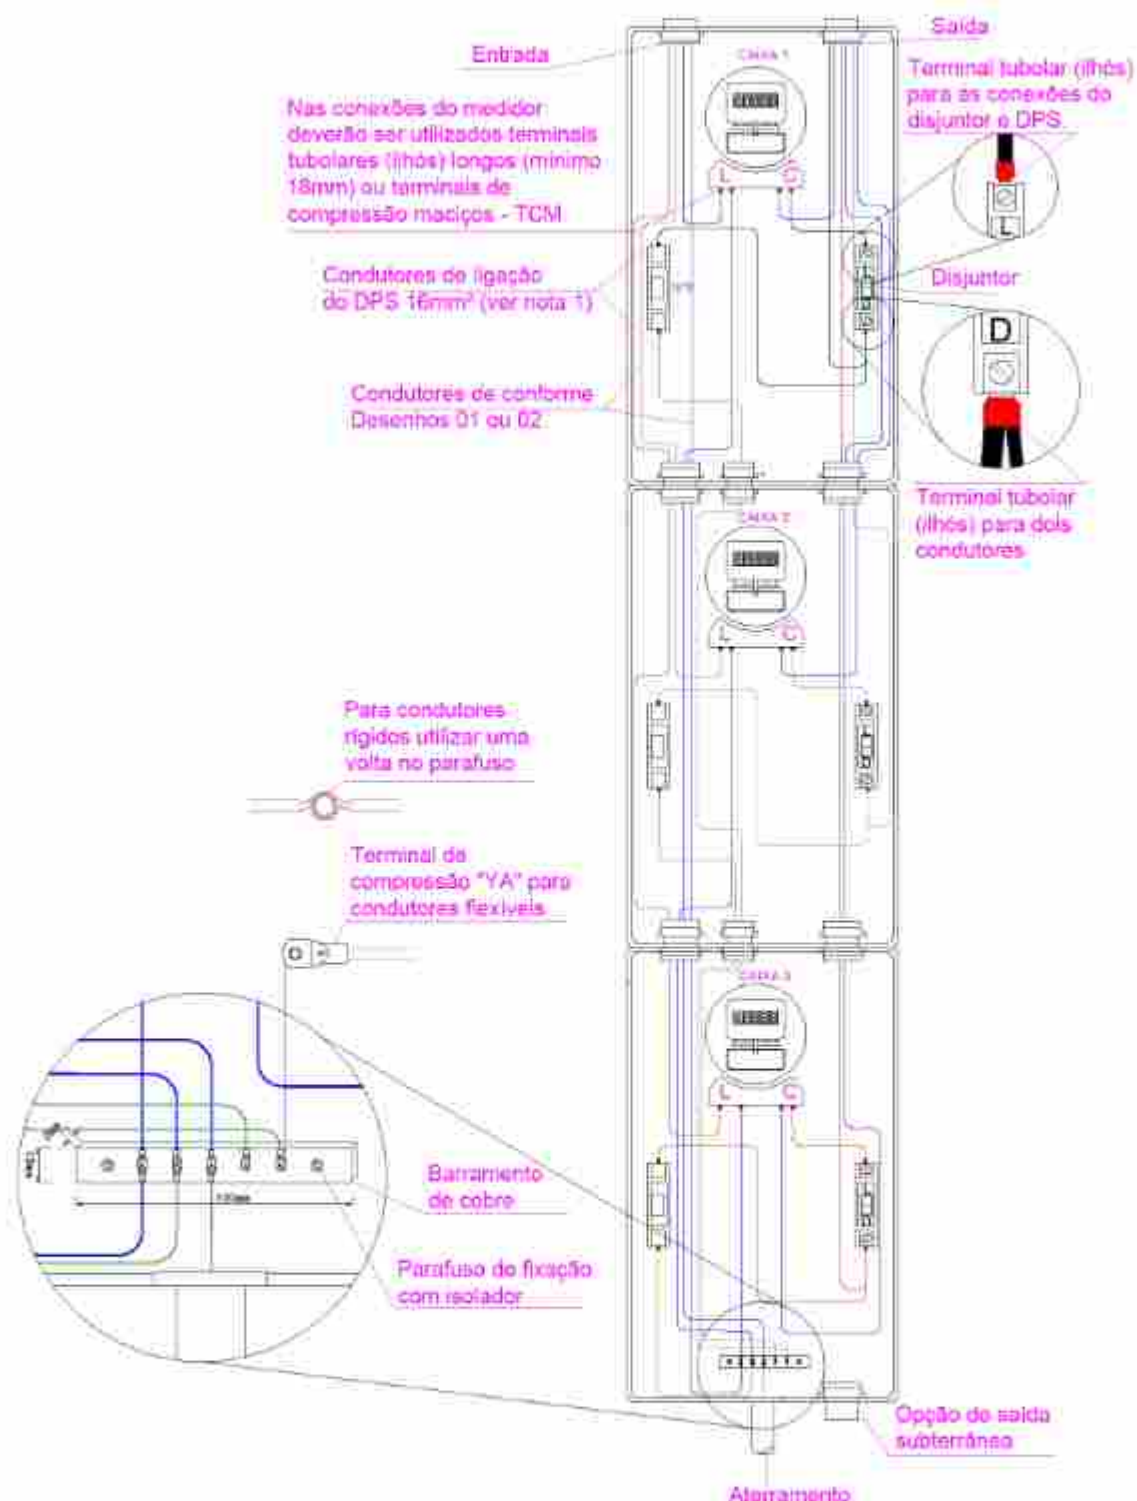 Entrada
Saída
CAIXA 1
Nas conexões do medidor
deverão ser utilizados terminais
tubolares (ilhós) longos (mínimo
18mm) ou terminais de
compressão maciços - TCM
Terminal tubolar (ilhós)
para as conexões do
disjuntor e DPS
L C
L
Condutores de ligação
do DPS 16mm² (ver nota 1)
Disjuntor
D
Condutores de conforme
Desenhos 01 ou 02
Terminal tubolar
(ilhós) para dois
condutores
CAIXA 2
L C
Para condutores
rígidos utilizar uma
volta no parafuso
Terminal de
compressão "YA" para
condutores flexíveis
CAIXA 3
L C
Barramento
de cobre
Parafuso de fixação
com isolador
Opção de saída
subterrânea
Aterramento